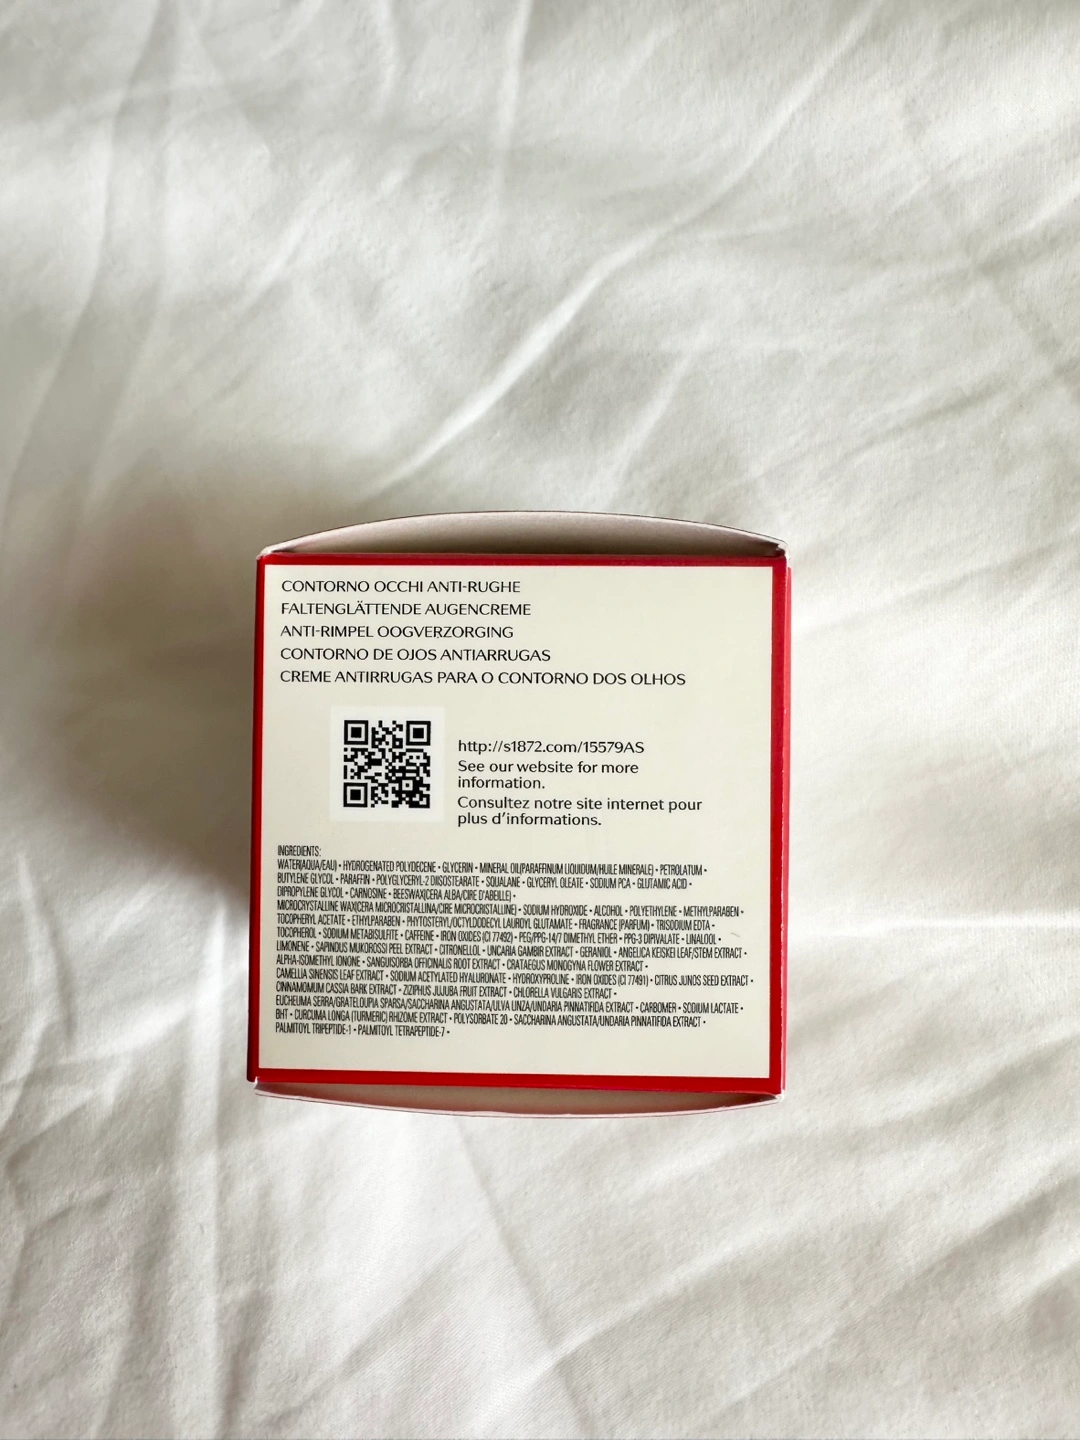 CONTORNO OCCHI ANTI-RUGHE
FALTENGLÄTTENDE AUGENCREME
ANTI-RIMPEL OOGVERZORGING
CONTORNO DE OJOS ANTIARRUGAS
CREME ANTIRRUGAS PARA O CONTORNO DOS OLHOS
http://s1872.com/15579AS
See our website for more
information.
Consultez notre site internet pour
plus d'informations.
INGREDIENTS:
WATER(AQUA/EAU) • HYDROGENATED POLYDECENE • GLYCERIN • MINERAL OIL(PARAFFINUM LIQUIDUM/HUILE MINERALE) • PETROLATUM •
BUTYLENE GLYCOL • PARAFFIN • POLYGLYCERYL-2 DIISOSTEARATE • SQUALANE • GLYCERYL OLEATE • SODIUM PCA • GLUTAMIC ACID •
DIPROPYLENE GLYCOL • CARNOSINE • BEESWAX(CERA ALBA/CIRE D'ABEILLE) •
MICROCRYSTALLINE WAX(CERA MICROCRISTALLINA/CIRE MICROCRISTALLINE) • SODIUM HYDROXIDE • ALCOHOL • POLYETHYLENE • METHYLPARABEN •
TOCOPHERYL ACETATE • ETHYLPARABEN • PHYTOSTERYL/OCTYLDODECYL LAUROYL GLUTAMATE • FRAGRANCE (PARFUM) • TRISODIUM EDTA •
TOCOPHEROL • SODIUM METABISULFITE • CAFFEINE • IRON OXIDES (CI 77492) • PEG/PPG-14/7 DIMETHYL ETHER • PPG-3 DIPIVALATE • LINALOOL •
LIMONENE • SAPINDUS MUKOROSSI PEEL EXTRACT • CITRONELLOL • UNCARIA GAMBIR EXTRACT • GERANIOL • ANGELICA KEISKEI LEAF/STEM EXTRACT •
ALPHA-ISOMETHYL IONONE • SANGUISORBA OFFICINALIS ROOT EXTRACT • CRATAEGUS MONOGYNA FLOWER EXTRACT •
CAMELLIA SINENSIS LEAF EXTRACT • SODIUM ACETYLATED HYALURONATE • HYDROXYPROLINE • IRON OXIDES (CI 77491) • CITRUS JUNOS SEED EXTRACT •
CINNAMOMUM CASSIA BARK EXTRACT • ZIZIPHUS JUJUBA FRUIT EXTRACT • CHLORELLA VULGARIS EXTRACT •
EUCHEUMA SERRA/GRATELOUPIA SPARSA/SACCHARINA ANGUSTATA/ULVA LINZA/UNDARIA PINNATIFIDA EXTRACT • CARBOMER • SODIUM LACTATE •
BHT • CURCUMA LONGA (TURMERIC) RHIZOME EXTRACT • POLYSORBATE 20 • SACCHARINA ANGUSTATA/UNDARIA PINNATIFIDA EXTRACT •
PALMITOYL TRIPEPTIDE-1 • PALMITOYL TETRAPEPTIDE-7 •